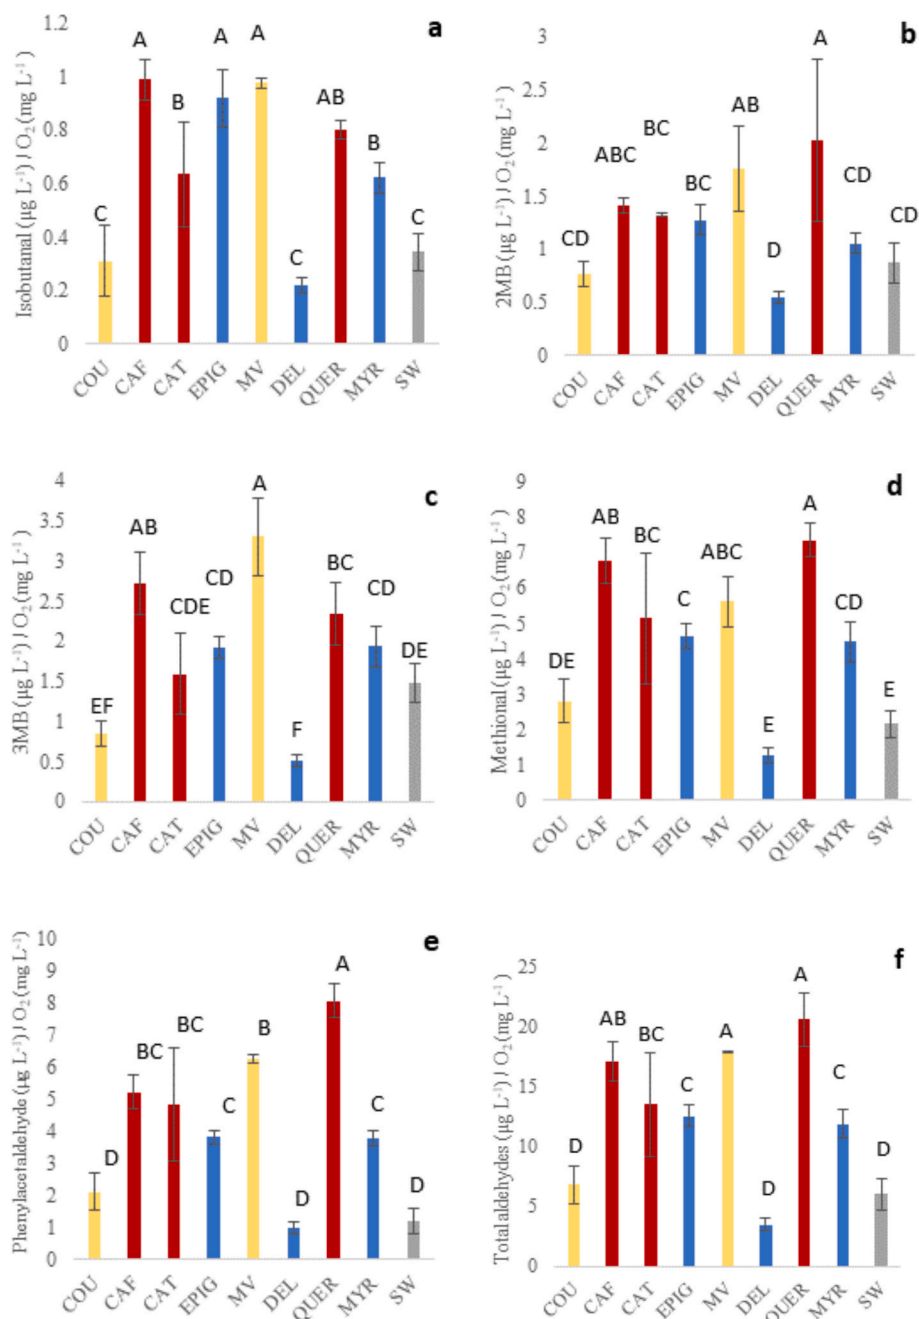 a
Isobutanal (µg L⁻¹) / O₂ (mg L⁻¹)
1.2
1
0.8
0.6
0.4
0.2
0
C
A
B
A
A
C
AB
B
C
COU
CAF
CAT
EPIG
MV
DEL
QUER
MYR
SW
b
2MB (µg L⁻¹) / O₂ (mg L⁻¹)
3
2.5
2
1.5
1
0.5
0
CD
ABC
BC
BC
AB
D
A
CD
CD
COU
CAF
CAT
EPIG
MV
DEL
QUER
MYR
SW
c
3MB (µg L⁻¹) / O₂ (mg L⁻¹)
4
3.5
3
2.5
2
1.5
1
0.5
0
EF
AB
CDE
CD
A
F
BC
CD
DE
COU
CAF
CAT
EPIG
MV
DEL
QUER
MYR
SW
d
Methional (µg L⁻¹) / O₂ (mg L⁻¹)
9
8
7
6
5
4
3
2
1
0
DE
AB
BC
C
ABC
E
A
CD
E
COU
CAF
CAT
EPIG
MV
DEL
QUER
MYR
SW
e
Phenylacetaldehyde (µg L⁻¹) / O₂ (mg L⁻¹)
10
9
8
7
6
5
4
3
2
1
0
D
BC
BC
C
B
D
A
C
D
COU
CAF
CAT
EPIG
MV
DEL
QUER
MYR
SW
f
Total aldehydes (µg L⁻¹) / O₂ (mg L⁻¹)
25
20
15
10
5
0
D
AB
BC
C
A
D
A
C
D
COU
CAF
CAT
EPIG
MV
DEL
QUER
MYR
SW